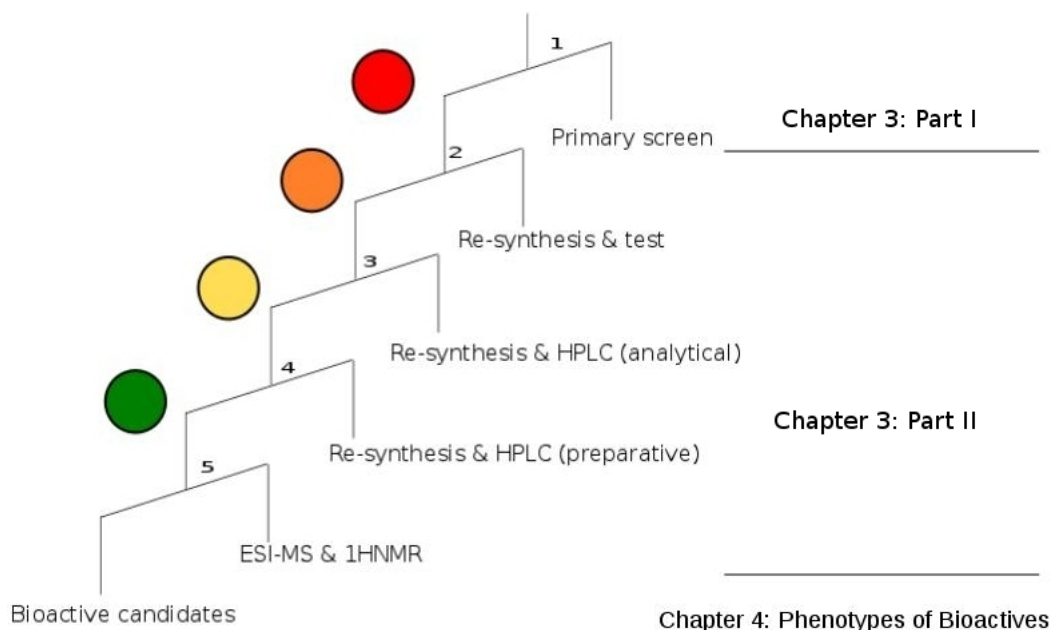 1
Chapter 3: Part I
Primary screen
2
Re-synthesis & test
3
Re-synthesis & HPLC (analytical)
4
Chapter 3: Part II
Re-synthesis & HPLC (preparative)
5
ESI-MS & 1HNMR
Bioactive candidates
Chapter 4: Phenotypes of Bioactives